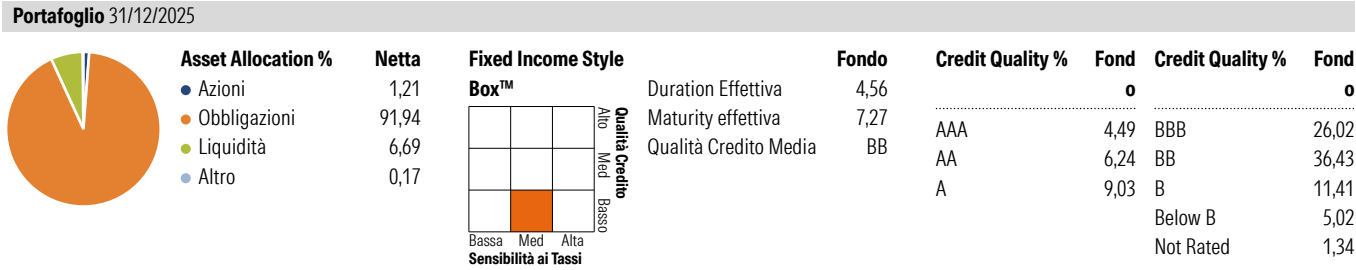 Portafoglio 31/12/2025
Asset Allocation % Netta
Azioni 1,21
Obbligazioni 91,94
Liquidità 6,69
Altro 0,17
Fixed Income Style
Box™
Alto
Med
Basso
Qualità Credito
Bassa Med Alta
Sensibilità ai Tassi
Fondo
Duration Effettiva 4,56
Maturity effettiva 7,27
Qualità Credito Media BB
Credit Quality % Fond
o
AAA 4,49
AA 6,24
A 9,03
Credit Quality % Fond
o
BBB 26,02
BB 36,43
B 11,41
Below B 5,02
Not Rated 1,34